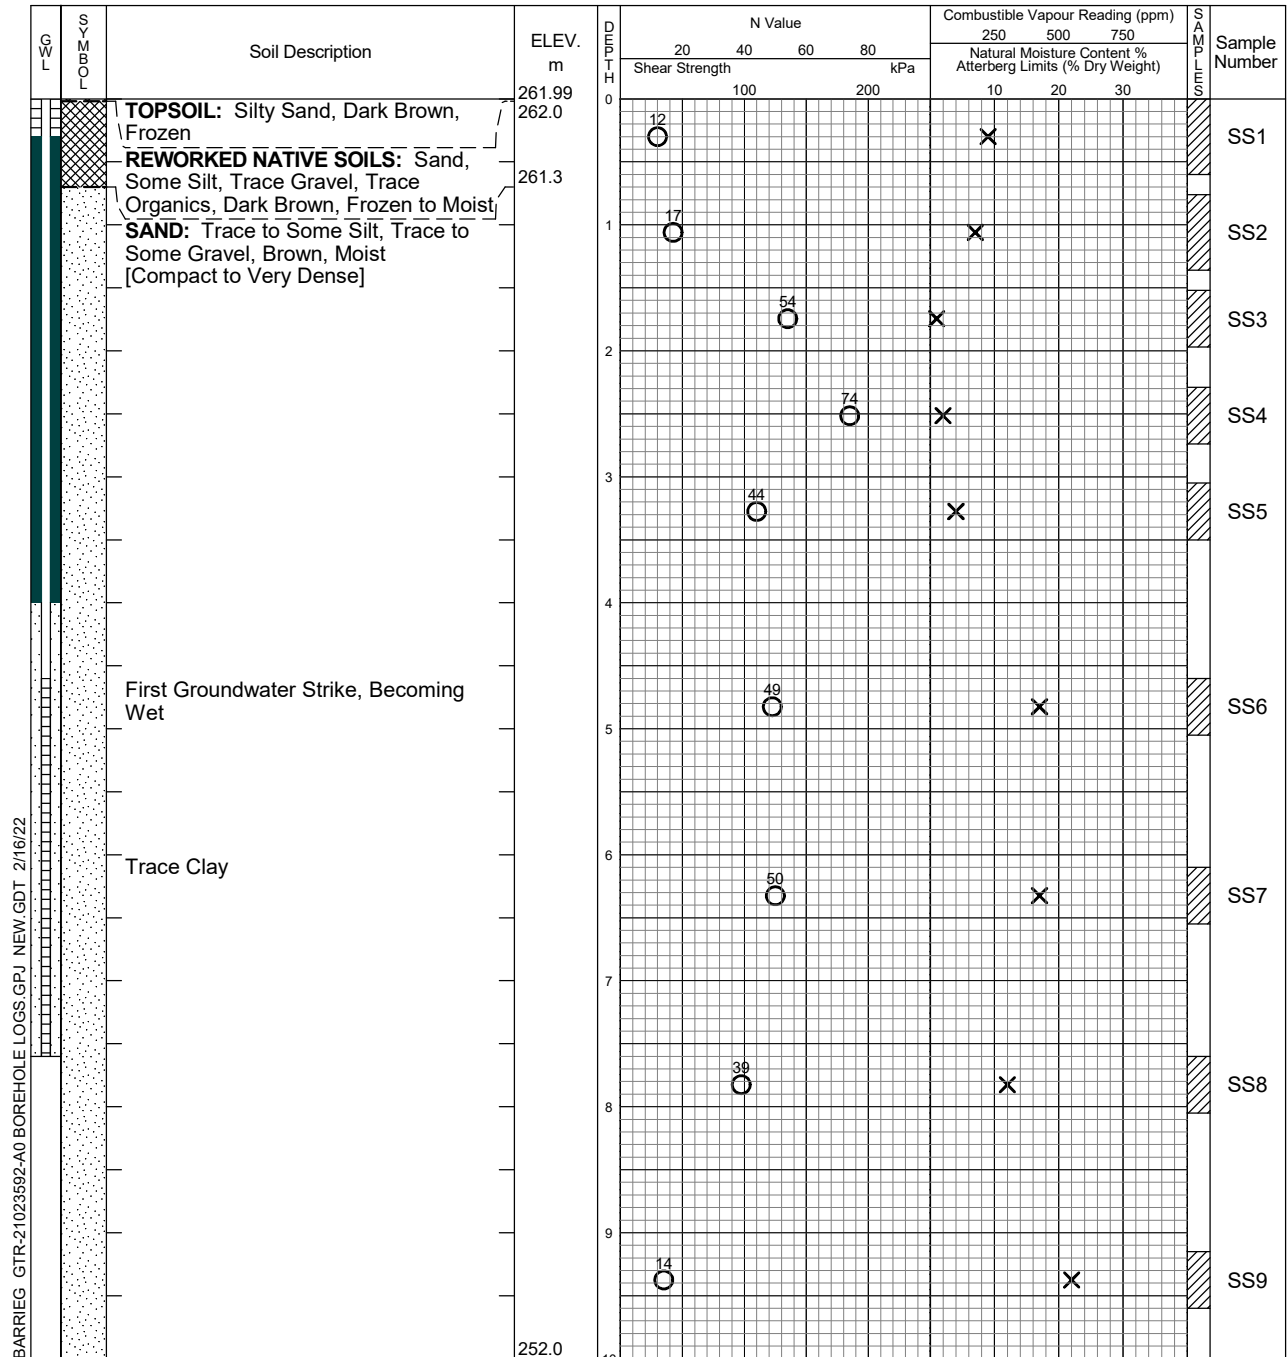 GWL
SYMBOL
Soil Description
ELEV.
m
DEPTH
N Value
20 40 60 80
Shear Strength kPa
100 200
Combustible Vapour Reading (ppm)
250 500 750
Natural Moisture Content %
Atterberg Limits (% Dry Weight)
10 20 30
SAMPLES
Sample
Number
261.99
0
TOPSOIL: Silty Sand, Dark Brown,
Frozen
262.0
12
SS1
REWORKED NATIVE SOILS: Sand,
Some Silt, Trace Gravel, Trace
Organics, Dark Brown, Frozen to Moist
261.3
SAND: Trace to Some Silt, Trace to
Some Gravel, Brown, Moist
[Compact to Very Dense]
17
1
SS2
54
SS3
2
74
SS4
3
44
SS5
4
First Groundwater Strike, Becoming
Wet
49
SS6
5
6
Trace Clay
50
SS7
7
39
SS8
8
9
14
SS9
252.0
BARRIEG GTR-21023592-A0 BOREHOLE LOGS.GPJ NEW.GDT 2/16/22